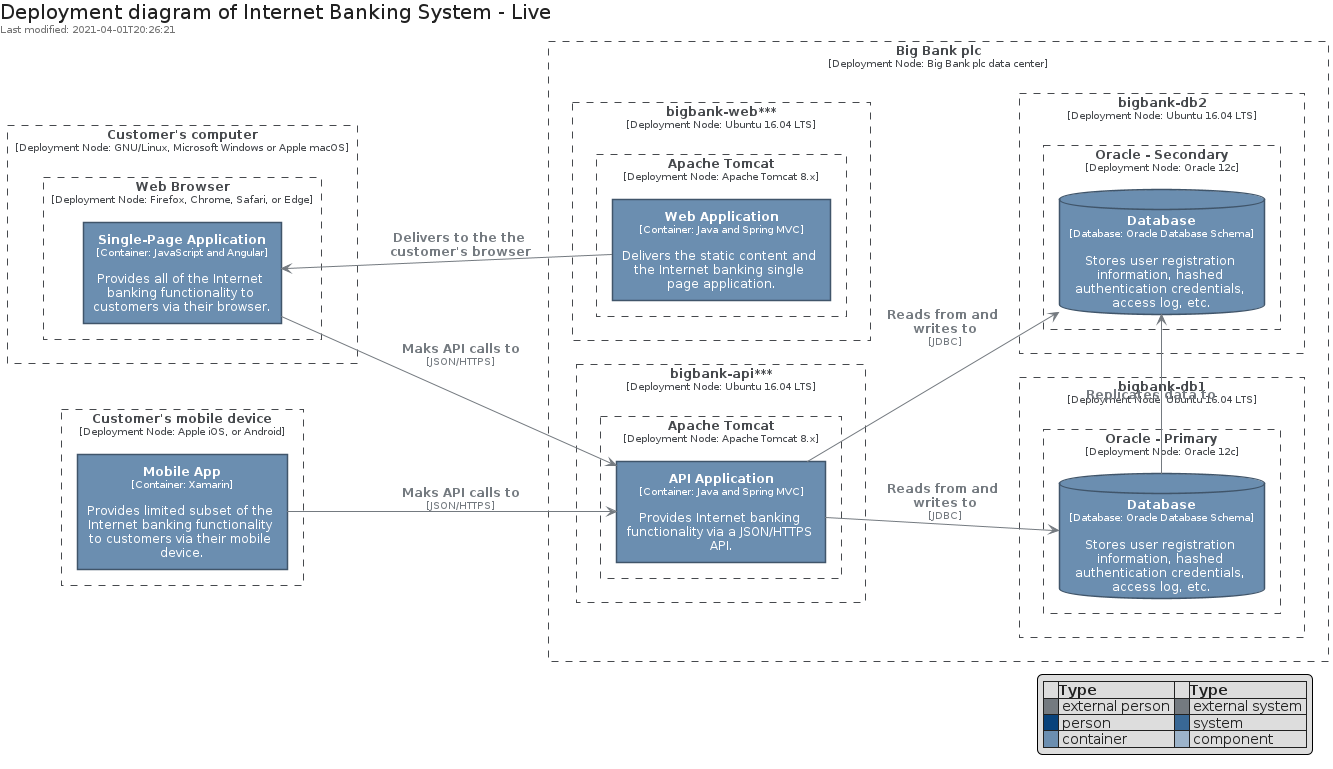 Deployment diagram of Internet Banking System - Live
Last modified: 2021-04-01T20:26:21
Big Bank plc
[Deployment Node: Big Bank plc data center]
Customer's computer
[Deployment Node: GNU/Linux, Microsoft Windows or Apple macOS]
Web Browser
[Deployment Node: Firefox, Chrome, Safari, or Edge]
Single-Page Application
[Container: JavaScript and Angular]
Provides all of the Internet
banking functionality to
customers via their browser.
Delivers to the the
customer's browser
bigbank-web***
[Deployment Node: Ubuntu 16.04 LTS]
Apache Tomcat
[Deployment Node: Apache Tomcat 8.x]
Web Application
[Container: Java and Spring MVC]
Delivers the static content and
the Internet banking single
page application.
bigbank-db2
[Deployment Node: Ubuntu 16.04 LTS]
Oracle - Secondary
[Deployment Node: Oracle 12c]
Database
[Database: Oracle Database Schema]
Stores user registration
information, hashed
authentication credentials,
access log, etc.
Maks API calls to
[JSON/HTTPS]
Reads from and
writes to
[JDBC]
Customer's mobile device
[Deployment Node: Apple iOS, or Android]
Mobile App
[Container: Xamarin]
Provides limited subset of the
Internet banking functionality
to customers via their mobile
device.
Maks API calls to
[JSON/HTTPS]
bigbank-api***
[Deployment Node: Ubuntu 16.04 LTS]
Apache Tomcat
[Deployment Node: Apache Tomcat 8.x]
API Application
[Container: Java and Spring MVC]
Provides Internet banking
functionality via a JSON/HTTPS
API.
Reads from and
writes to
[JDBC]
bigbank-db1
Replicates data to
[Deployment Node: Ubuntu 16.04 LTS]
Oracle - Primary
[Deployment Node: Oracle 12c]
Database
[Database: Oracle Database Schema]
Stores user registration
information, hashed
authentication credentials,
access log, etc.
Type Type
external person external system
person system
container component